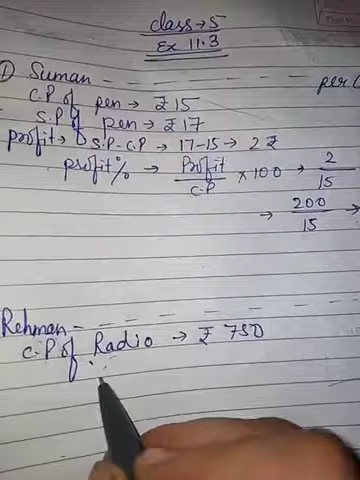 class → 5
Ex 11.3
① Suman - - - - - - - - per
C.P of pen → ₹ 15
S.P of pen → ₹ 17
profit → S.P - C.P → 17-15 → 2 ₹
profit % → Profit/C.P × 100 → 2/15
→ 200/15 →
Rehman - - - - - - - -
C.P of Radio → ₹ 750